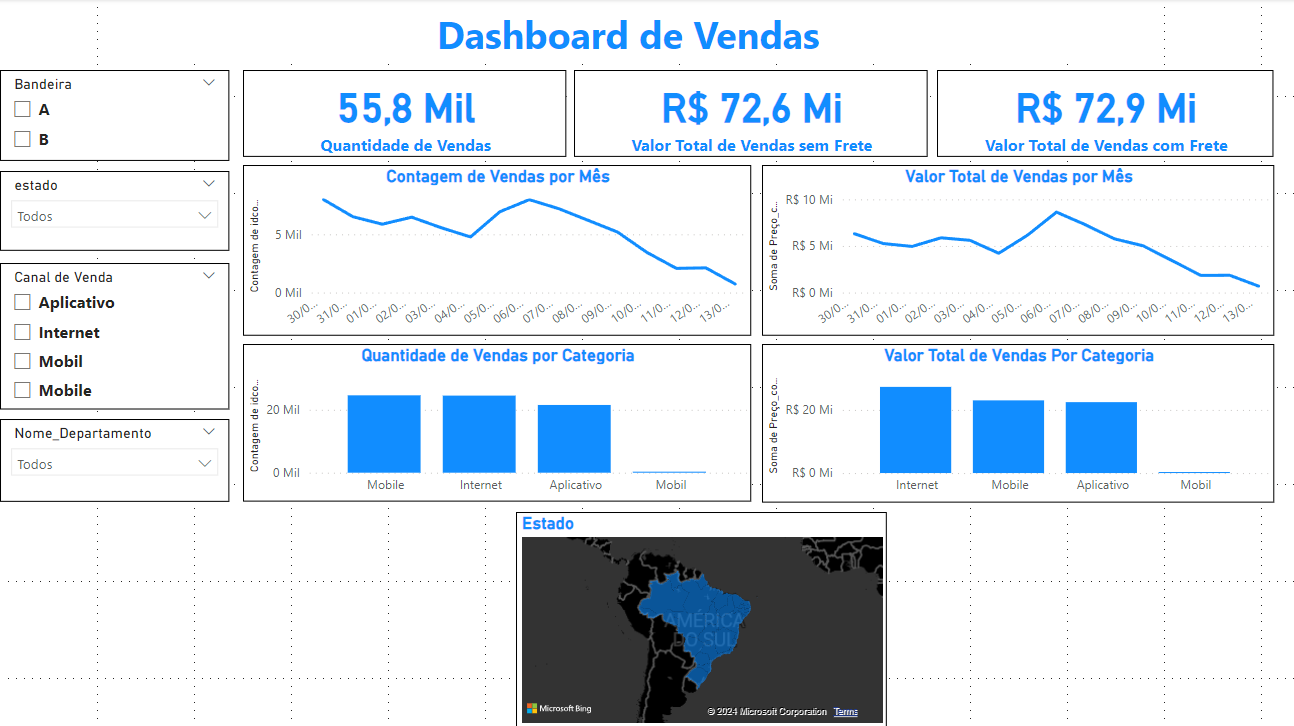 Dashboard de Vendas
Bandeira
A
B
55,8 Mil
Quantidade de Vendas
R$ 72,6 Mi
Valor Total de Vendas sem Frete
R$ 72,9 Mi
Valor Total de Vendas com Frete
estado
Todos
Canal de Venda
Aplicativo
Internet
Mobil
Mobile
Nome_Departamento
Todos
Contagem de Vendas por Mês
Contagem de idco...
5 Mil
0 Mil
30/0... 31/0... 01/0... 02/0... 03/0... 04/0... 05/0... 06/0... 07/0... 08/0... 09/0... 10/0... 11/0... 12/0... 13/0...
Valor Total de Vendas por Mês
Soma de Preço_c...
R$ 10 Mi
R$ 5 Mi
R$ 0 Mi
30/0... 31/0... 01/0... 02/0... 03/0... 04/0... 05/0... 06/0... 07/0... 08/0... 09/0... 10/0... 11/0... 12/0... 13/0...
Quantidade de Vendas por Categoria
Contagem de idco...
20 Mil
0 Mil
Mobile Internet Aplicativo Mobil
Valor Total de Vendas Por Categoria
Soma de Preço_co...
R$ 20 Mi
R$ 0 Mi
Internet Mobile Aplicativo Mobil
Estado
AMÉRICA
DO SUL
Microsoft Bing
© 2024 Microsoft Corporation Terms